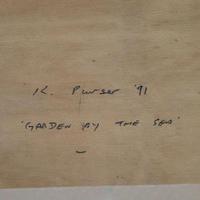 K. Purser '91
'GARDEN BY THE SEA'